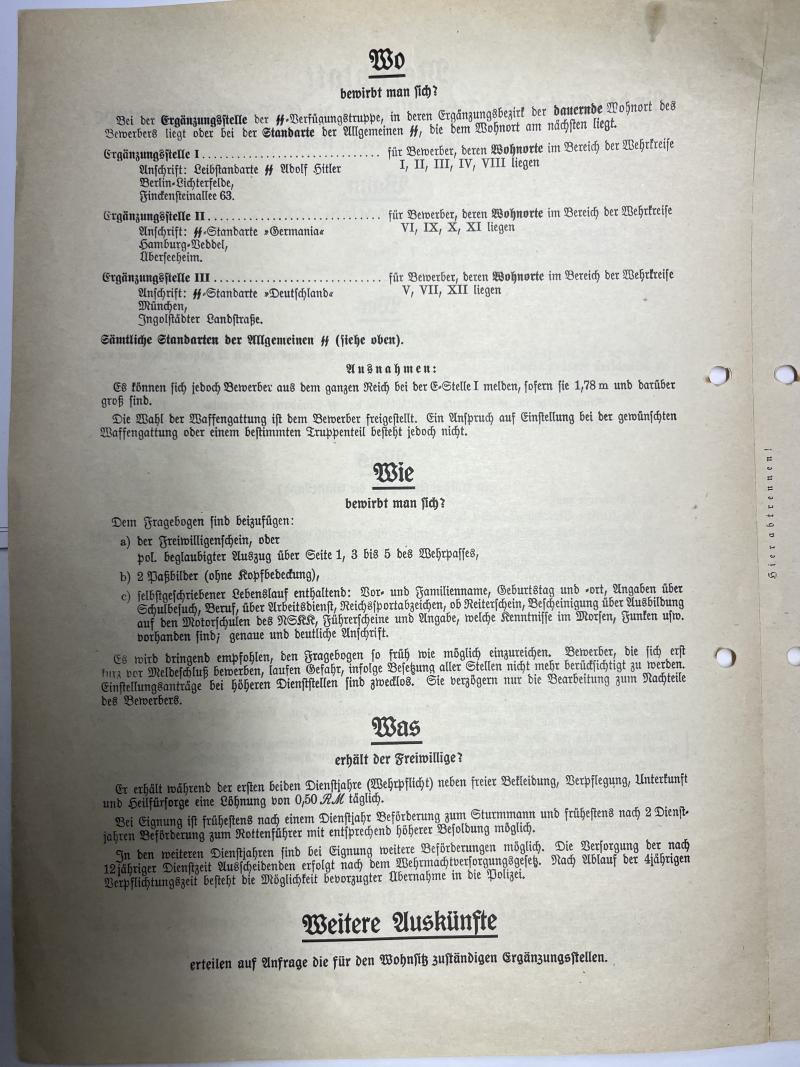 Wo
bewirbt man sich?
Bei der Ergänzungsstelle der ᛋᛋ-Verfügungstruppe, in deren Ergänzungsbezirk der dauernde Wohnort des
Bewerbers liegt oder bei der Standarte der Allgemeinen ᛋᛋ, die dem Wohnort am nächsten liegt.
Ergänzungsstelle I .............................. für Bewerber, deren Wohnorte im Bereich der Wehrkreise
Anschrift: Leibstandarte ᛋᛋ Adolf Hitler I, II, III, IV, VIII liegen
Berlin-Lichterfelde,
Finckensteinallee 63.
Ergänzungsstelle II ............................. für Bewerber, deren Wohnorte im Bereich der Wehrkreise
Anschrift: ᛋᛋ-Standarte »Germania« VI, IX, X, XI liegen
Hamburg-Veddel,
Überseeheim.
Ergänzungsstelle III ............................ für Bewerber, deren Wohnorte im Bereich der Wehrkreise
Anschrift: ᛋᛋ-Standarte »Deutschland« V, VII, XII liegen
München,
Ingolstädter Landstraße.
Sämtliche Standarten der Allgemeinen ᛋᛋ (siehe oben).
Ausnahmen:
Es können sich jedoch Bewerber aus dem ganzen Reich bei der E-Stelle I melden, sofern sie 1,78 m und darüber
groß sind.
Die Wahl der Waffengattung ist dem Bewerber freigestellt. Ein Anspruch auf Einstellung bei der gewünschten
Waffengattung oder einem bestimmten Truppenteil besteht jedoch nicht.
Wie
bewirbt man sich?
Dem Fragebogen sind beizufügen:
a) der Freiwilligenschein, oder
pol. beglaubigter Auszug über Seite 1, 3 bis 5 des Wehrpasses,
b) 2 Paßbilder (ohne Kopfbedeckung),
c) selbstgeschriebener Lebenslauf enthaltend: Vor- und Familienname, Geburtstag und -ort, Angaben über
Schulbesuch, Beruf, über Arbeitsdienst, Reichssportabzeichen, ob Reiterschein, Bescheinigung über Ausbildung
auf den Motorschulen des NSKK, Führerscheine und Angabe, welche Kenntnisse im Morsen, Funken usw.
vorhanden sind; genaue und deutliche Anschrift.
Es wird dringend empfohlen, den Fragebogen so früh wie möglich einzureichen. Bewerber, die sich erst
kurz vor Meldeschluß bewerben, laufen Gefahr, infolge Besetzung aller Stellen nicht mehr berücksichtigt zu werden.
Einstellungsanträge bei höheren Dienststellen sind zwecklos. Sie verzögern nur die Bearbeitung zum Nachteile
des Bewerbers.
Was
erhält der Freiwillige?
Er erhält während der ersten beiden Dienstjahre (Wehrpflicht) neben freier Bekleidung, Verpflegung, Unterkunft
und Heilfürsorge eine Löhnung von 0,50 RM täglich.
Bei Eignung ist frühestens nach einem Dienstjahr Beförderung zum Sturmmann und frühestens nach 2 Dienst-
jahren Beförderung zum Rottenführer mit entsprechend höherer Besoldung möglich.
In den weiteren Dienstjahren sind bei Eignung weitere Beförderungen möglich. Die Versorgung der nach
12jähriger Dienstzeit Ausscheidenden erfolgt nach dem Wehrmachtversorgungsgesetz. Nach Ablauf der 4jährigen
Verpflichtungszeit besteht die Möglichkeit bevorzugter Übernahme in die Polizei.
Weitere Auskünfte
erteilen auf Anfrage die für den Wohnsitz zuständigen Ergänzungsstellen.
Hier abtrennen!